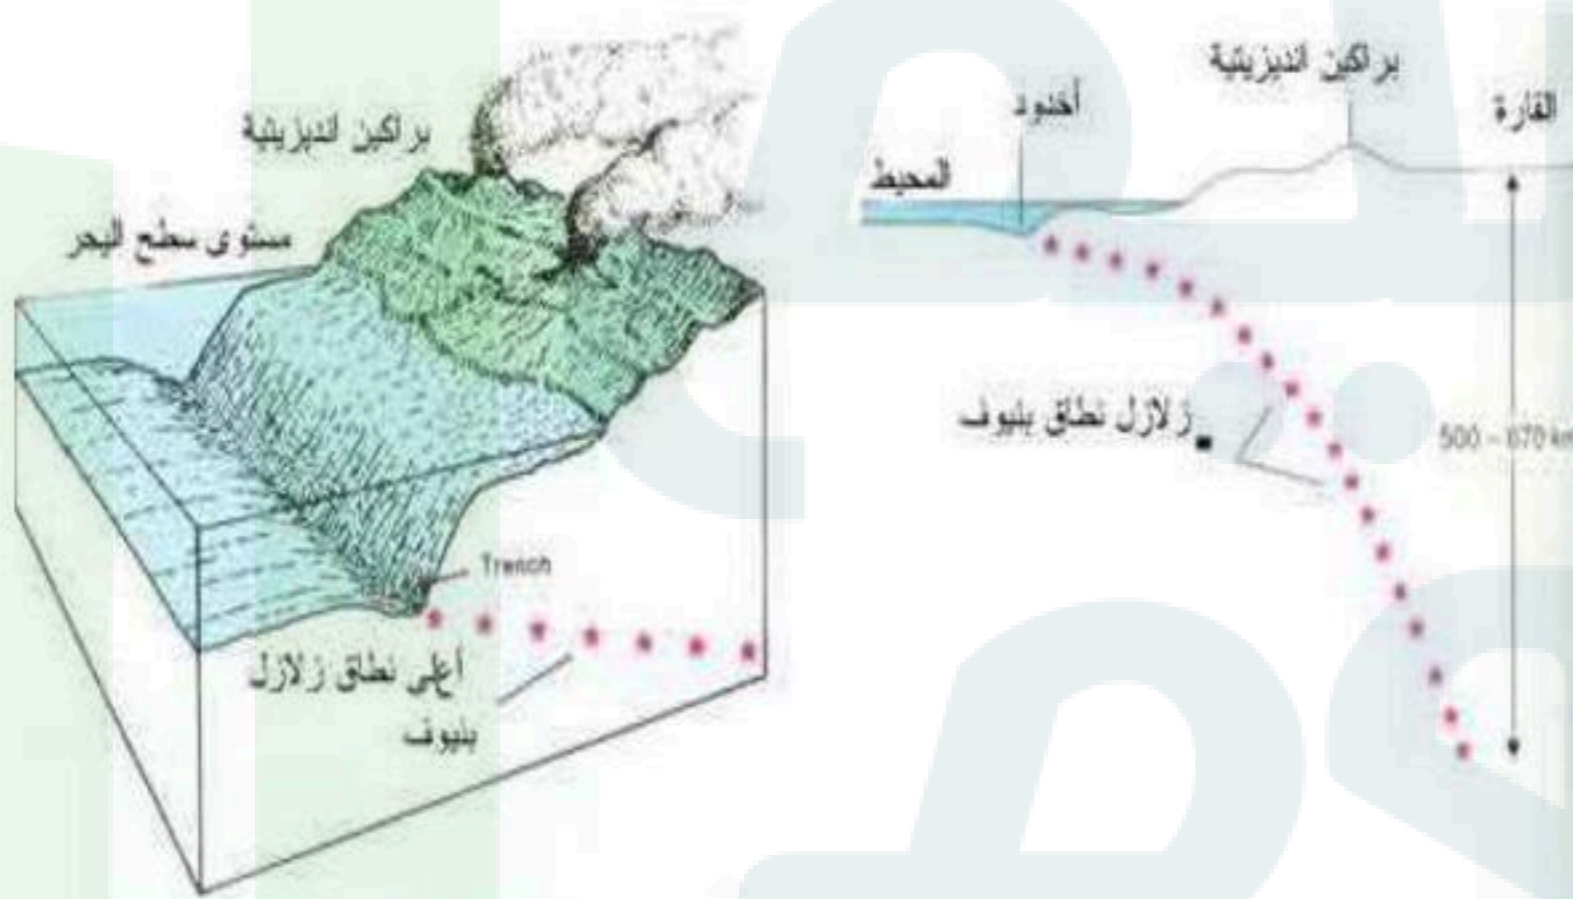 براكين انديزيتية
مستوى سطح البحر
Trench
أعلى نطاق زلازل
بنيوف
براكين انديزيتية
أخدود
القارة
المحيط
زلازل نطاق بنيوف
500 – 670 km